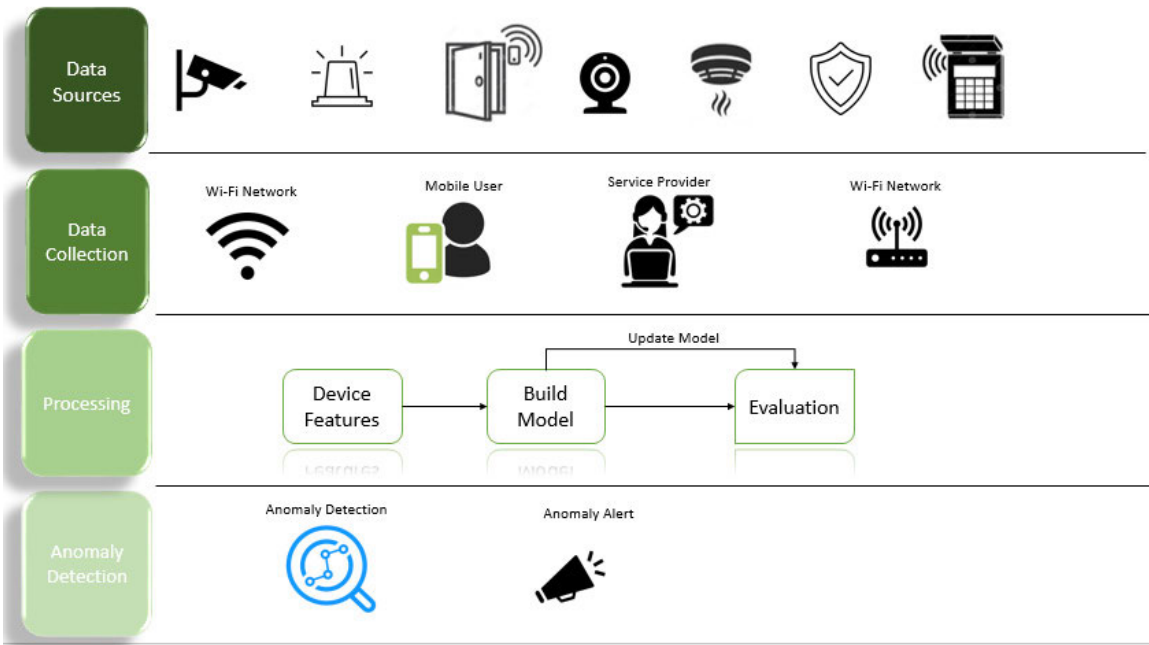 Data
Sources
Data
Collection
Wi-Fi Network
Mobile User
Service Provider
Wi-Fi Network
Processing
Update Model
Device
Features
Build
Model
Evaluation
Anomaly
Detection
Anomaly Detection
Anomaly Alert